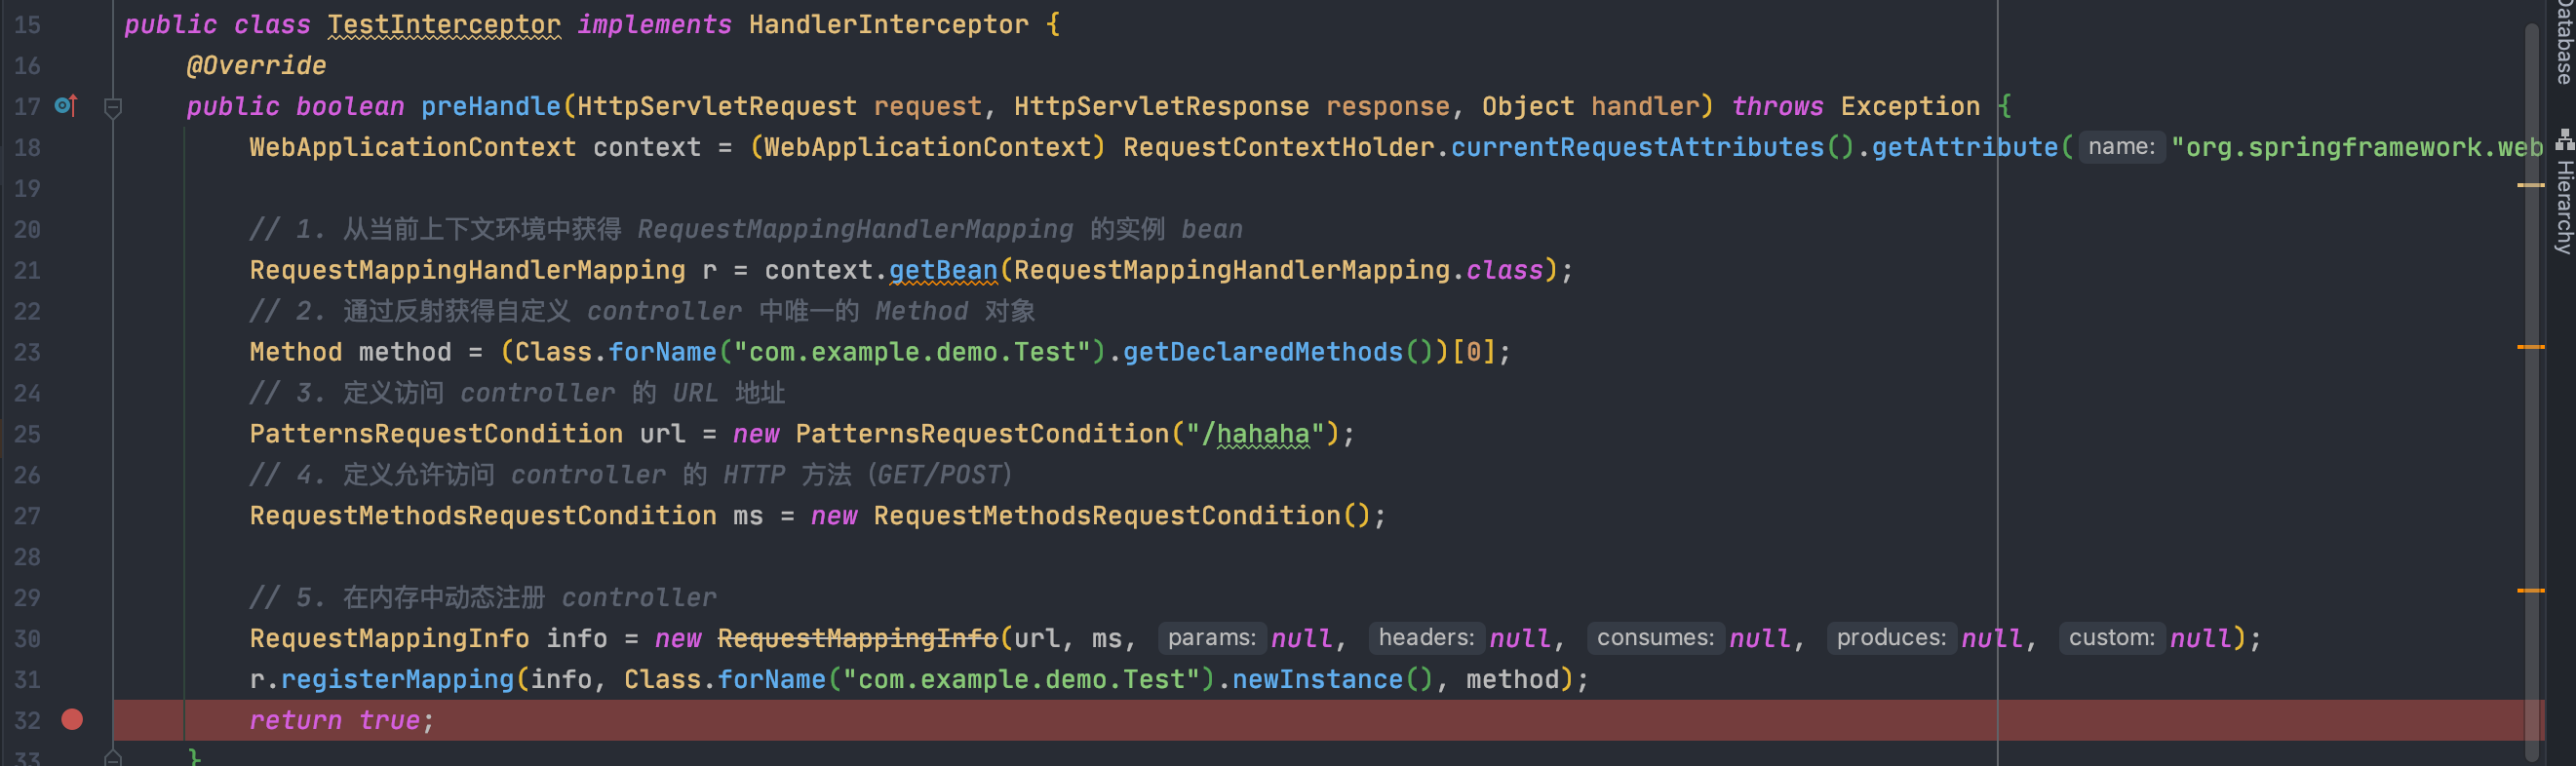 15 public class TestInterceptor implements HandlerInterceptor {
16 @Override
17 public boolean preHandle(HttpServletRequest request, HttpServletResponse response, Object handler) throws Exception {
18 WebApplicationContext context = (WebApplicationContext) RequestContextHolder.currentRequestAttributes().getAttribute( name: "org.springframework.web
19
20 // 1. 从当前上下文环境中获得 RequestMappingHandlerMapping 的实例 bean
21 RequestMappingHandlerMapping r = context.getBean(RequestMappingHandlerMapping.class);
22 // 2. 通过反射获得自定义 controller 中唯一的 Method 对象
23 Method method = (Class.forName("com.example.demo.Test").getDeclaredMethods())[0];
24 // 3. 定义访问 controller 的 URL 地址
25 PatternsRequestCondition url = new PatternsRequestCondition("/hahaha");
26 // 4. 定义允许访问 controller 的 HTTP 方法（GET/POST）
27 RequestMethodsRequestCondition ms = new RequestMethodsRequestCondition();
28
29 // 5. 在内存中动态注册 controller
30 RequestMappingInfo info = new RequestMappingInfo(url, ms, params: null, headers: null, consumes: null, produces: null, custom: null);
31 r.registerMapping(info, Class.forName("com.example.demo.Test").newInstance(), method);
32 return true;
33 }
Database
Hierarchy